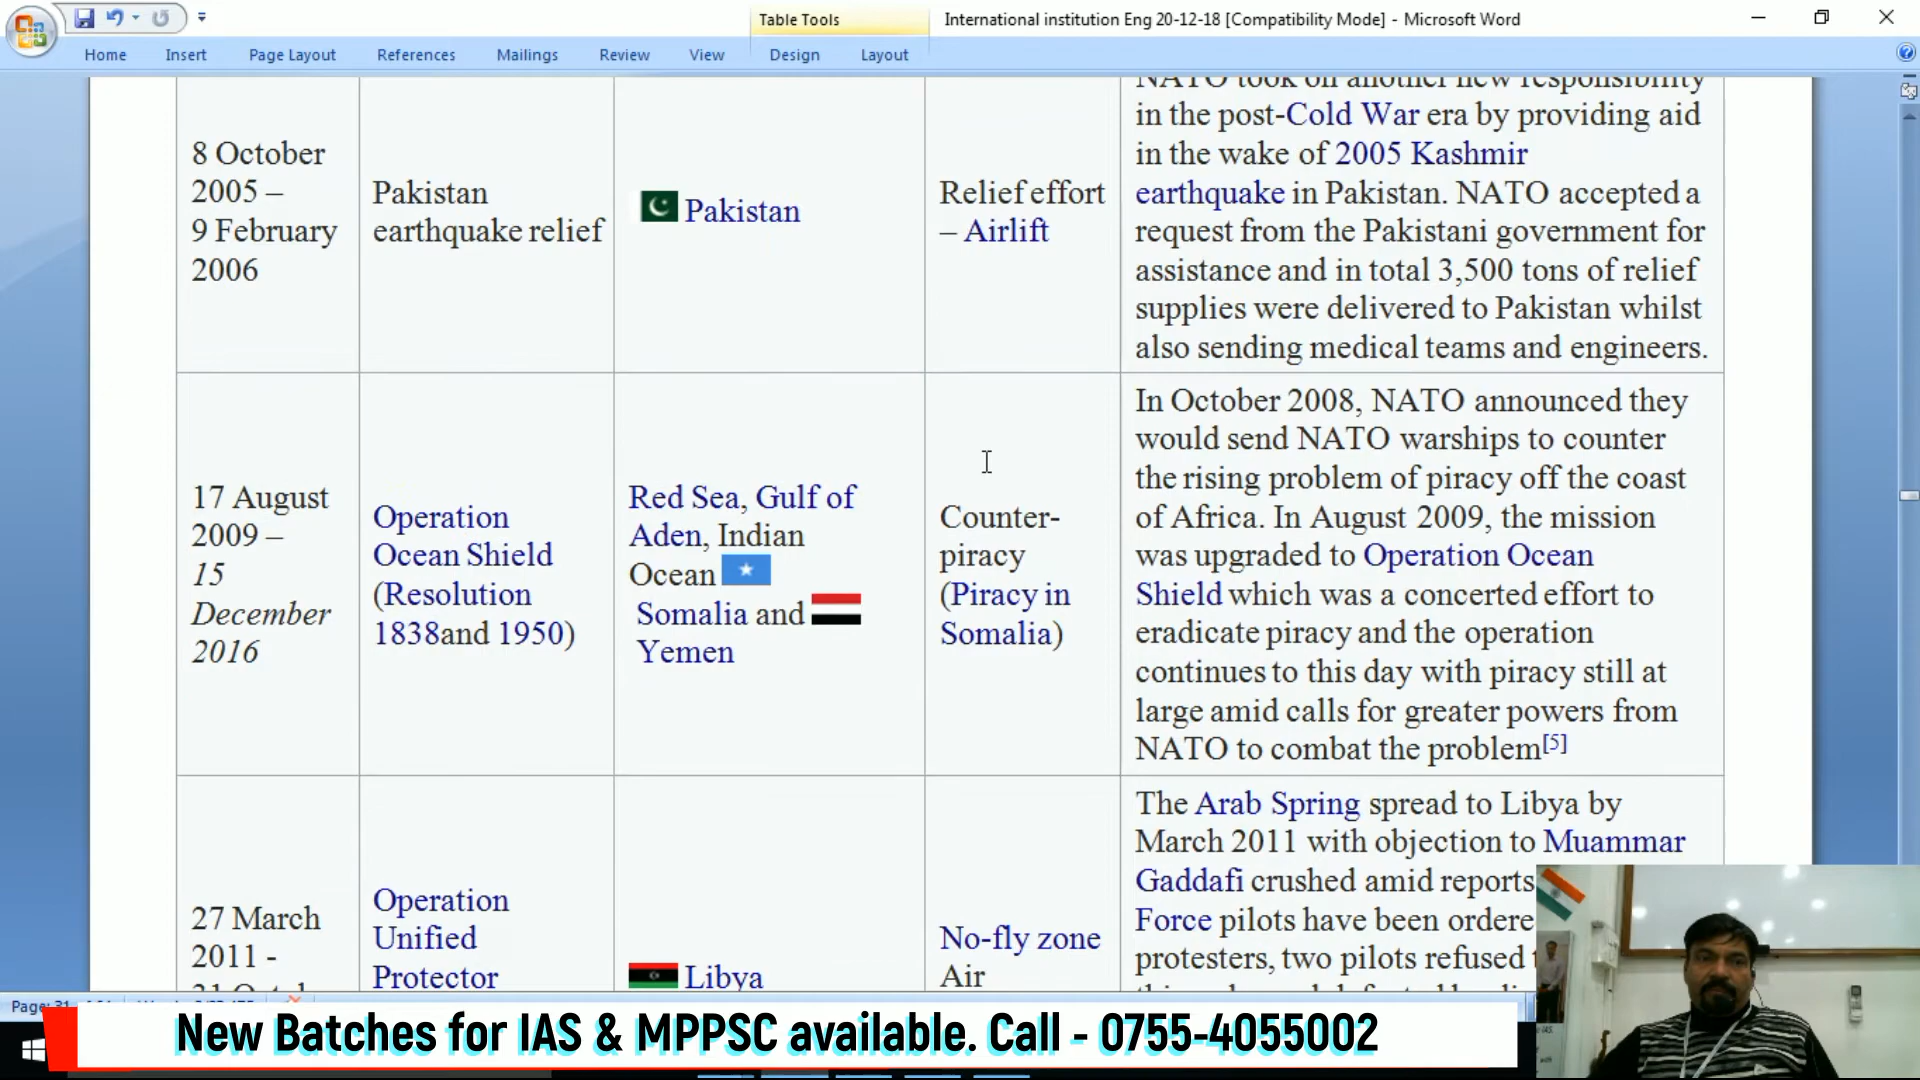 Table Tools
International institution Eng 20-12-18 [Compatibility Mode] - Microsoft Word
Home Insert Page Layout References Mailings Review View Design Layout
8 October
2005 –
9 February
2006
Pakistan
earthquake relief
Pakistan
Relief effort
– Airlift
NATO took on another new responsibility
in the post-Cold War era by providing aid
in the wake of 2005 Kashmir
earthquake in Pakistan. NATO accepted a
request from the Pakistani government for
assistance and in total 3,500 tons of relief
supplies were delivered to Pakistan whilst
also sending medical teams and engineers.
17 August
2009 –
15
December
2016
Operation
Ocean Shield
(Resolution
1838and 1950)
Red Sea, Gulf of
Aden, Indian
Ocean
Somalia and
Yemen
Counter-
piracy
(Piracy in
Somalia)
In October 2008, NATO announced they
would send NATO warships to counter
the rising problem of piracy off the coast
of Africa. In August 2009, the mission
was upgraded to Operation Ocean
Shield which was a concerted effort to
eradicate piracy and the operation
continues to this day with piracy still at
large amid calls for greater powers from
NATO to combat the problem[5]
27 March
2011 -
Operation
Unified
Protector
Libya
No-fly zone
Air
The Arab Spring spread to Libya by
March 2011 with objection to Muammar
Gaddafi crushed amid reports
Force pilots have been ordere
protesters, two pilots refused
New Batches for IAS & MPPSC available. Call - 0755-4055002